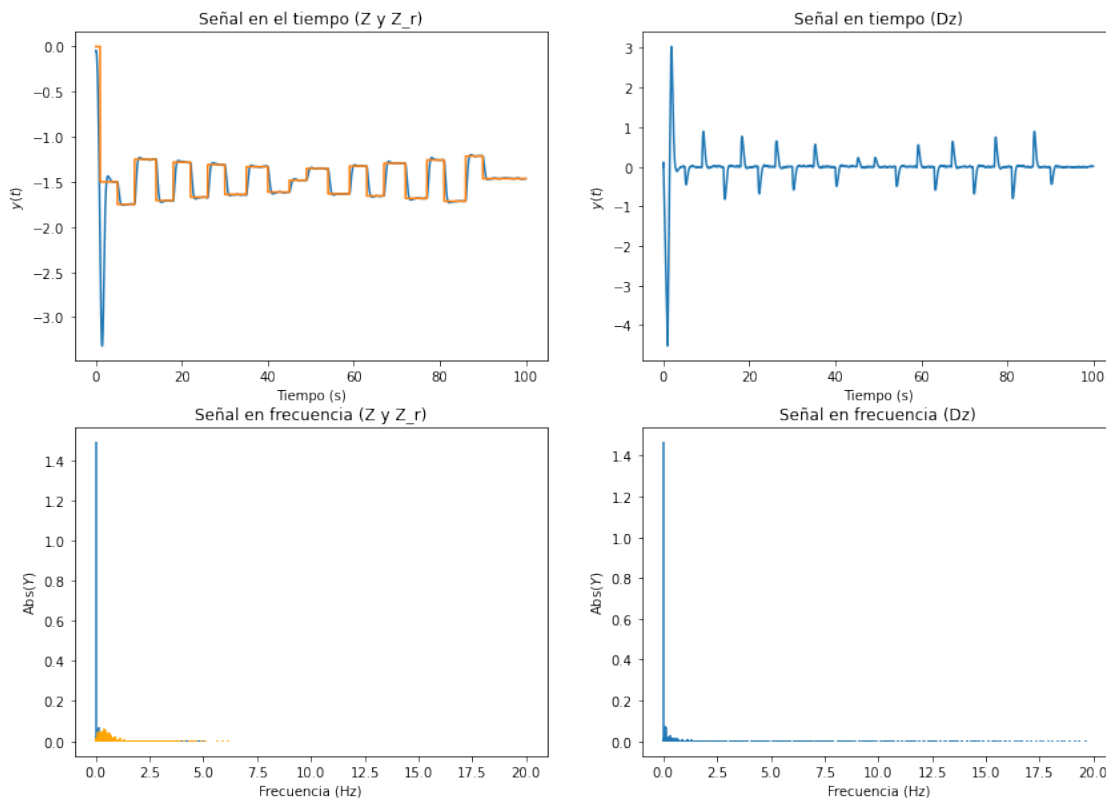 Señal en el tiempo (Z y Z_r)
y(t)
0.0
−0.5
−1.0
−1.5
−2.0
−2.5
−3.0
0 20 40 60 80 100
Tiempo (s)
Señal en tiempo (Dz)
y(t)
3
2
1
0
−1
−2
−3
−4
0 20 40 60 80 100
Tiempo (s)
Señal en frecuencia (Z y Z_r)
Abs(Y)
1.4
1.2
1.0
0.8
0.6
0.4
0.2
0.0
0.0 2.5 5.0 7.5 10.0 12.5 15.0 17.5 20.0
Frecuencia (Hz)
Señal en frecuencia (Dz)
Abs(Y)
1.4
1.2
1.0
0.8
0.6
0.4
0.2
0.0
0.0 2.5 5.0 7.5 10.0 12.5 15.0 17.5 20.0
Frecuencia (Hz)